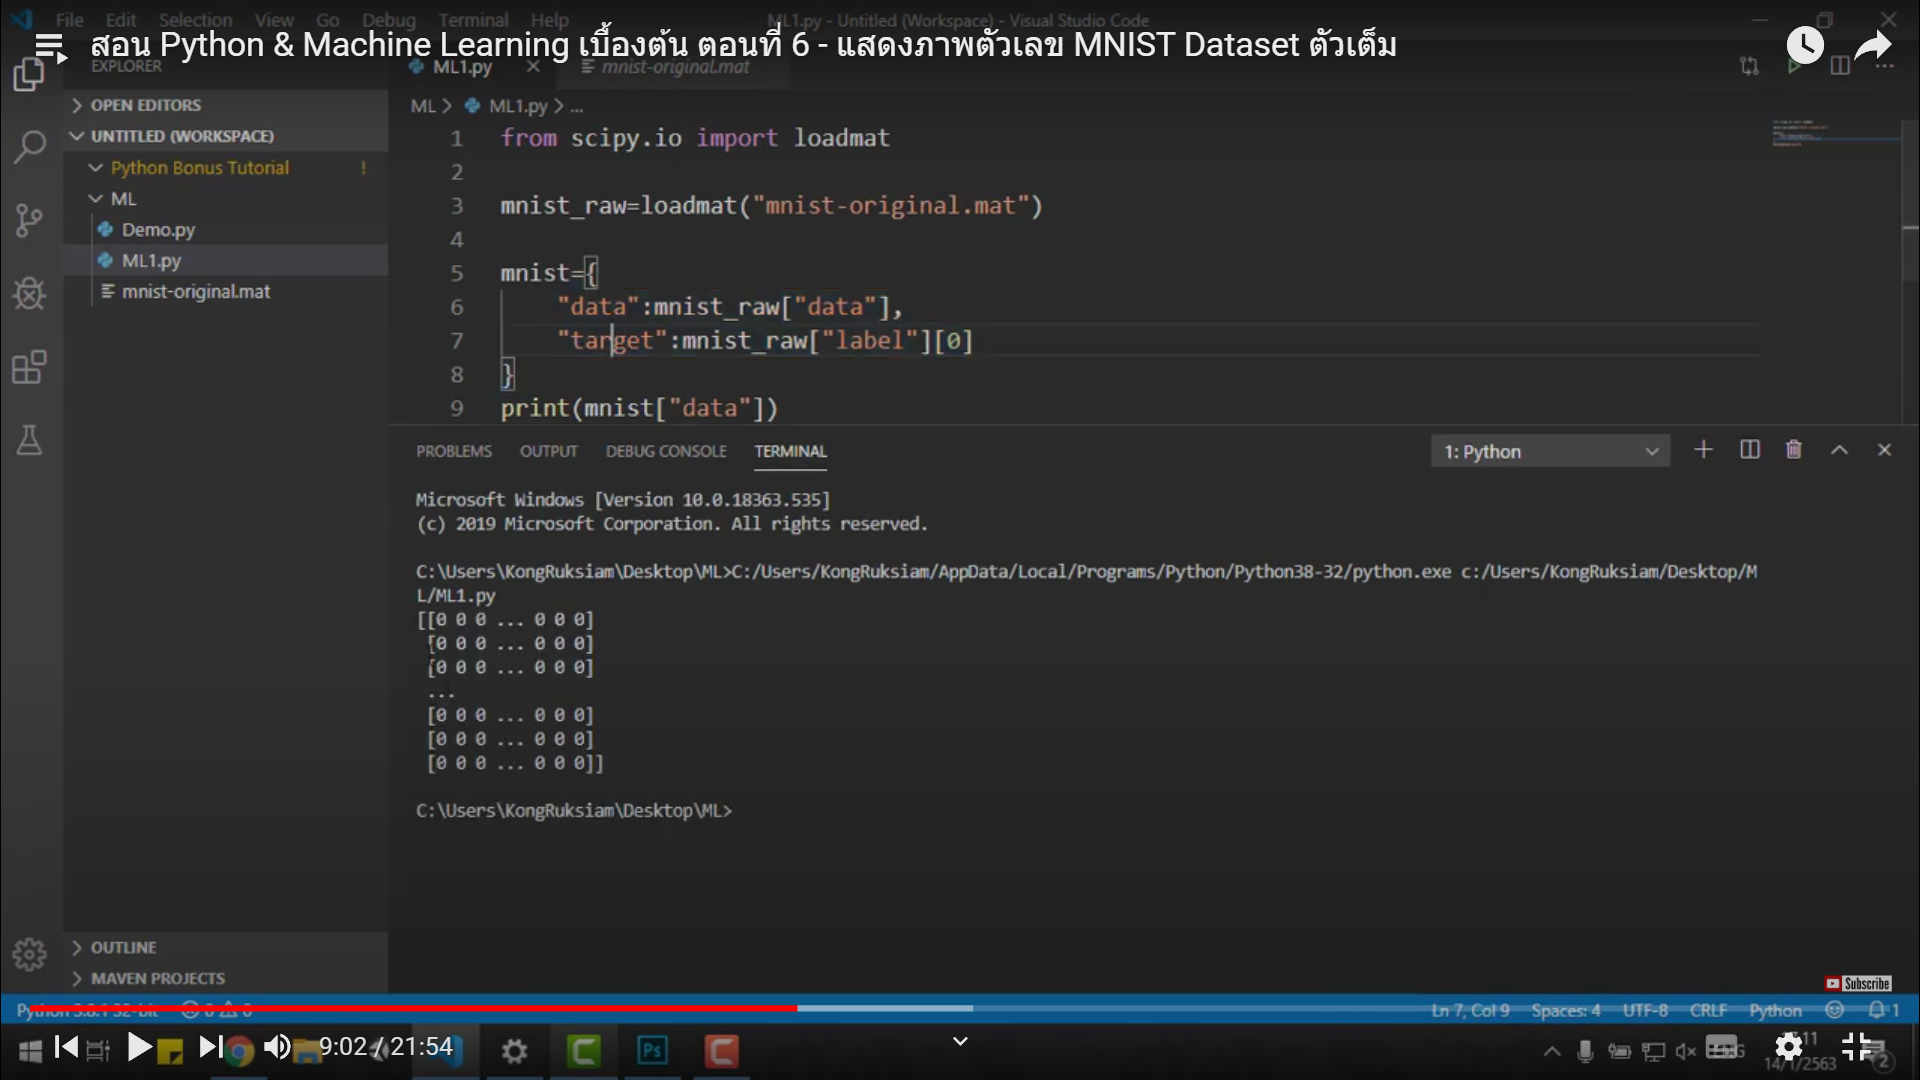 File Edit Selection View Go Debug Terminal Help ML1.py - Untitled (Workspace) - Visual Studio Code
สอน Python & Machine Learning เบื้องต้น ตอนที่ 6 - แสดงภาพตัวเลข MNIST Dataset ตัวเต็ม
EXPLORER
ML1.py mnist-original.mat
OPEN EDITORS
UNTITLED (WORKSPACE)
Python Bonus Tutorial !
ML
Demo.py
ML1.py
mnist-original.mat
ML > ML1.py > ...
1 from scipy.io import loadmat
2
3 mnist_raw=loadmat("mnist-original.mat")
4
5 mnist={
6 "data":mnist_raw["data"],
7 "target":mnist_raw["label"][0]
8 }
9 print(mnist["data"])
PROBLEMS OUTPUT DEBUG CONSOLE TERMINAL 1: Python
Microsoft Windows [Version 10.0.18363.535]
(c) 2019 Microsoft Corporation. All rights reserved.
C:\Users\KongRuksiam\Desktop\ML>C:/Users/KongRuksiam/AppData/Local/Programs/Python/Python38-32/python.exe c:/Users/KongRuksiam/Desktop/M
L/ML1.py
[[0 0 0 ... 0 0 0]
[0 0 0 ... 0 0 0]
[0 0 0 ... 0 0 0]
...
[0 0 0 ... 0 0 0]
[0 0 0 ... 0 0 0]
[0 0 0 ... 0 0 0]]
C:\Users\KongRuksiam\Desktop\ML>
OUTLINE
MAVEN PROJECTS
Subscribe
Python 3.8.1 32-bit 0 0 Ln 7, Col 9 Spaces: 4 UTF-8 CRLF Python 1
9:02 / 21:54
Ps
14/1/2563 2